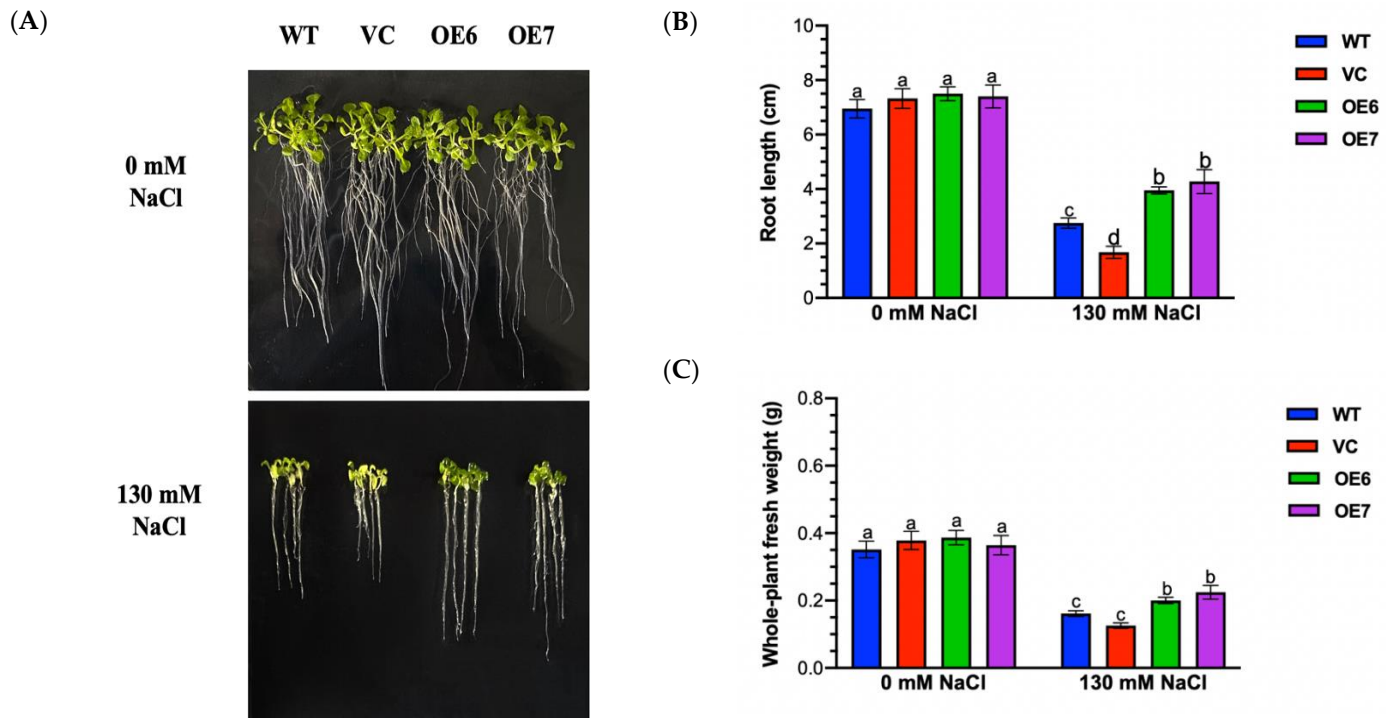 (A)
WT VC OE6 OE7
0 mM
NaCl
130 mM
NaCl
(B)
10
8
6
4
2
0
Root length (cm)
a a a a
c d b b
0 mM NaCl 130 mM NaCl
WT
VC
OE6
OE7
(C)
0.8
0.6
0.4
0.2
0.0
Whole-plant fresh weight (g)
a a a a
c c b b
0 mM NaCl 130 mM NaCl
WT
VC
OE6
OE7